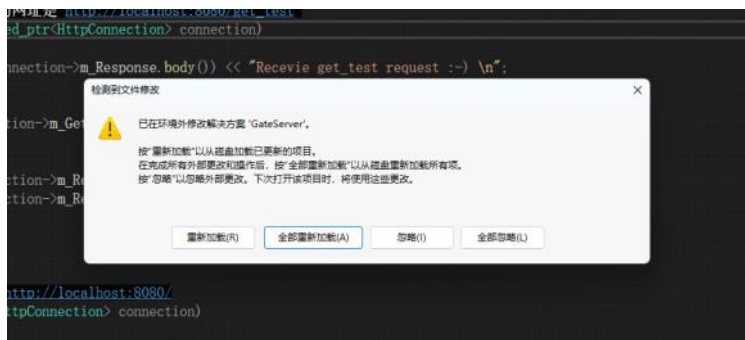 网址是 http://localhost:8080/get_test
ed_ptr<HttpConnection> connection)
nnection->m_Response.body()) << "Recevie get_test request :-) \n";
检测到文件修改
tion->m_Get
已在环境外修改解决方案 'GateServer'。
按"重新加载"以从磁盘加载已更新的项目。
在完成所有外部更改和操作后，按"全部重新加载"以从磁盘重新加载所有项。
按"忽略"以忽略外部更改。下次打开该项目时，将使用这些更改。
ction->m_Re
ction->m_Re
重新加载(R) 全部重新加载(A) 忽略(I) 全部忽略(L)
http://localhost:8080/
ttpConnection> connection)